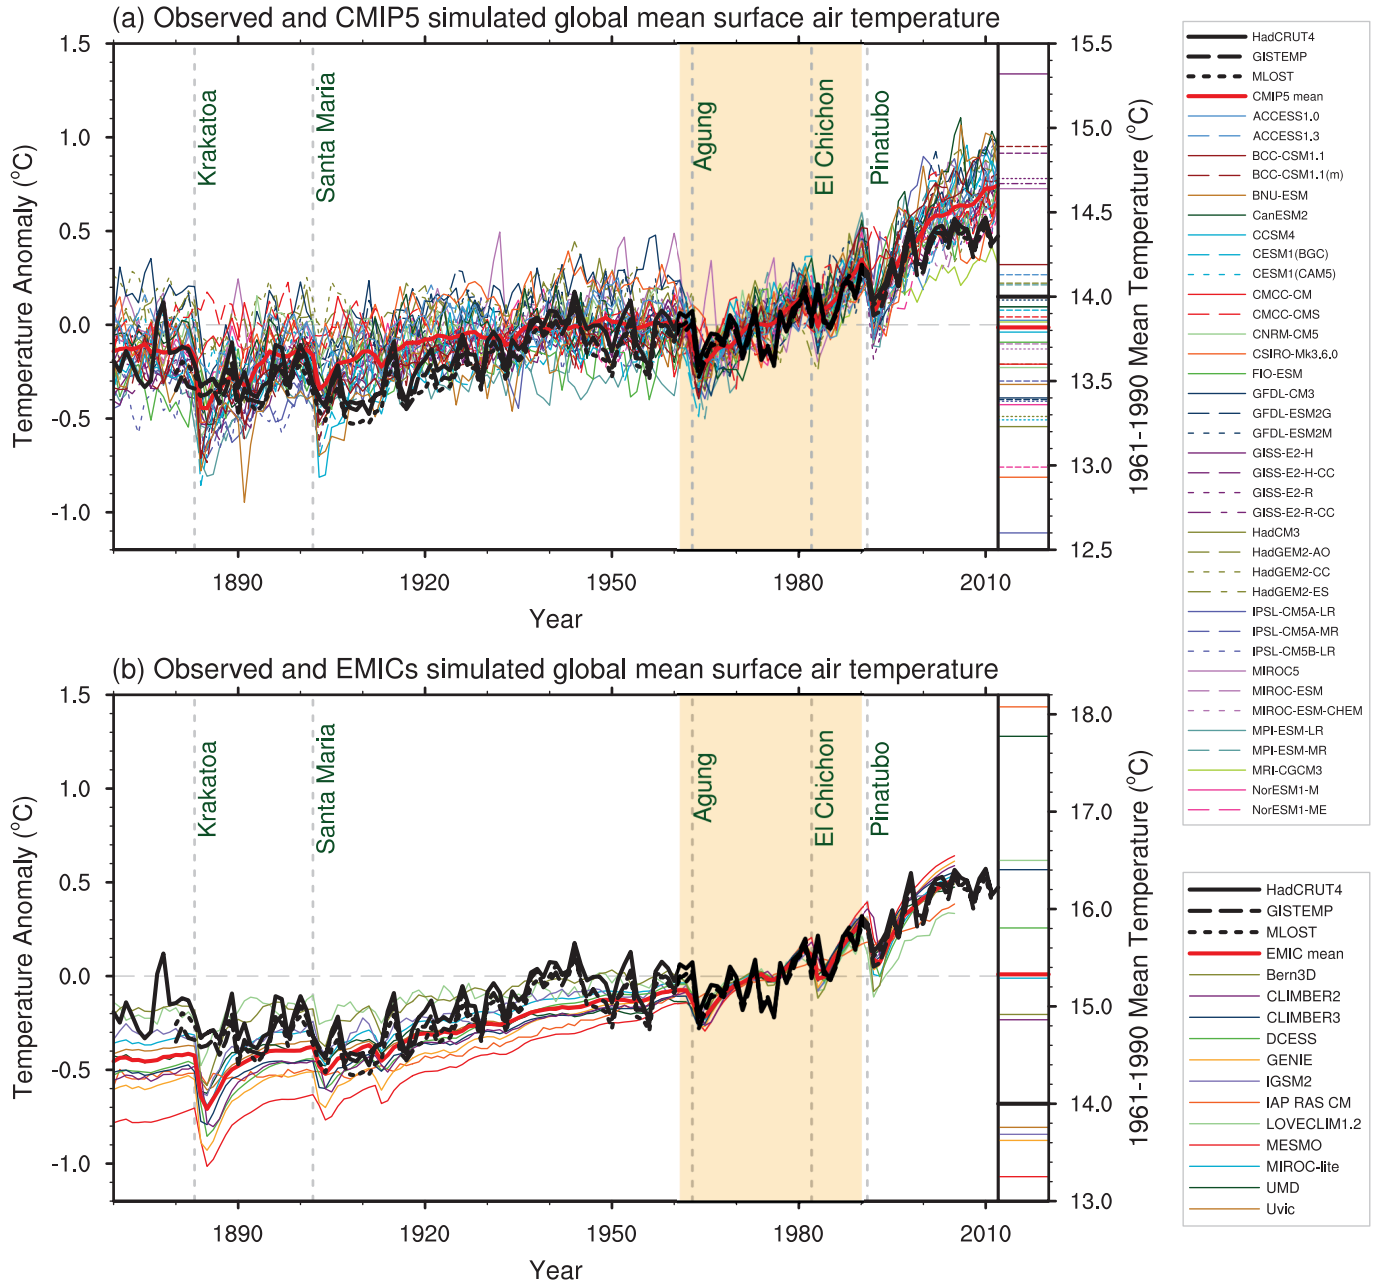 (a) Observed and CMIP5 simulated global mean surface air temperature
1.5
1.0
0.5
0.0
-0.5
-1.0
Temperature Anomaly (°C)
Krakatoa
Santa Maria
Agung
El Chichon
Pinatubo
15.5
15.0
14.5
14.0
13.5
13.0
12.5
1961-1990 Mean Temperature (°C)
1890
1920
1950
1980
2010
Year
HadCRUT4
GISTEMP
MLOST
CMIP5 mean
ACCESS1.0
ACCESS1.3
BCC-CSM1.1
BCC-CSM1.1(m)
BNU-ESM
CanESM2
CCSM4
CESM1(BGC)
CESM1(CAM5)
CMCC-CM
CMCC-CMS
CNRM-CM5
CSIRO-Mk3.6.0
FIO-ESM
GFDL-CM3
GFDL-ESM2G
GFDL-ESM2M
GISS-E2-H
GISS-E2-H-CC
GISS-E2-R
GISS-E2-R-CC
HadCM3
HadGEM2-AO
HadGEM2-CC
HadGEM2-ES
IPSL-CM5A-LR
IPSL-CM5A-MR
IPSL-CM5B-LR
MIROC5
MIROC-ESM
MIROC-ESM-CHEM
MPI-ESM-LR
MPI-ESM-MR
MRI-CGCM3
NorESM1-M
NorESM1-ME
(b) Observed and EMICs simulated global mean surface air temperature
1.5
1.0
0.5
0.0
-0.5
-1.0
Temperature Anomaly (°C)
Krakatoa
Santa Maria
Agung
El Chichon
Pinatubo
18.0
17.0
16.0
15.0
14.0
13.0
1961-1990 Mean Temperature (°C)
1890
1920
1950
1980
2010
Year
HadCRUT4
GISTEMP
MLOST
EMIC mean
Bern3D
CLIMBER2
CLIMBER3
DCESS
GENIE
IGSM2
IAP RAS CM
LOVECLIM1.2
MESMO
MIROC-lite
UMD
Uvic